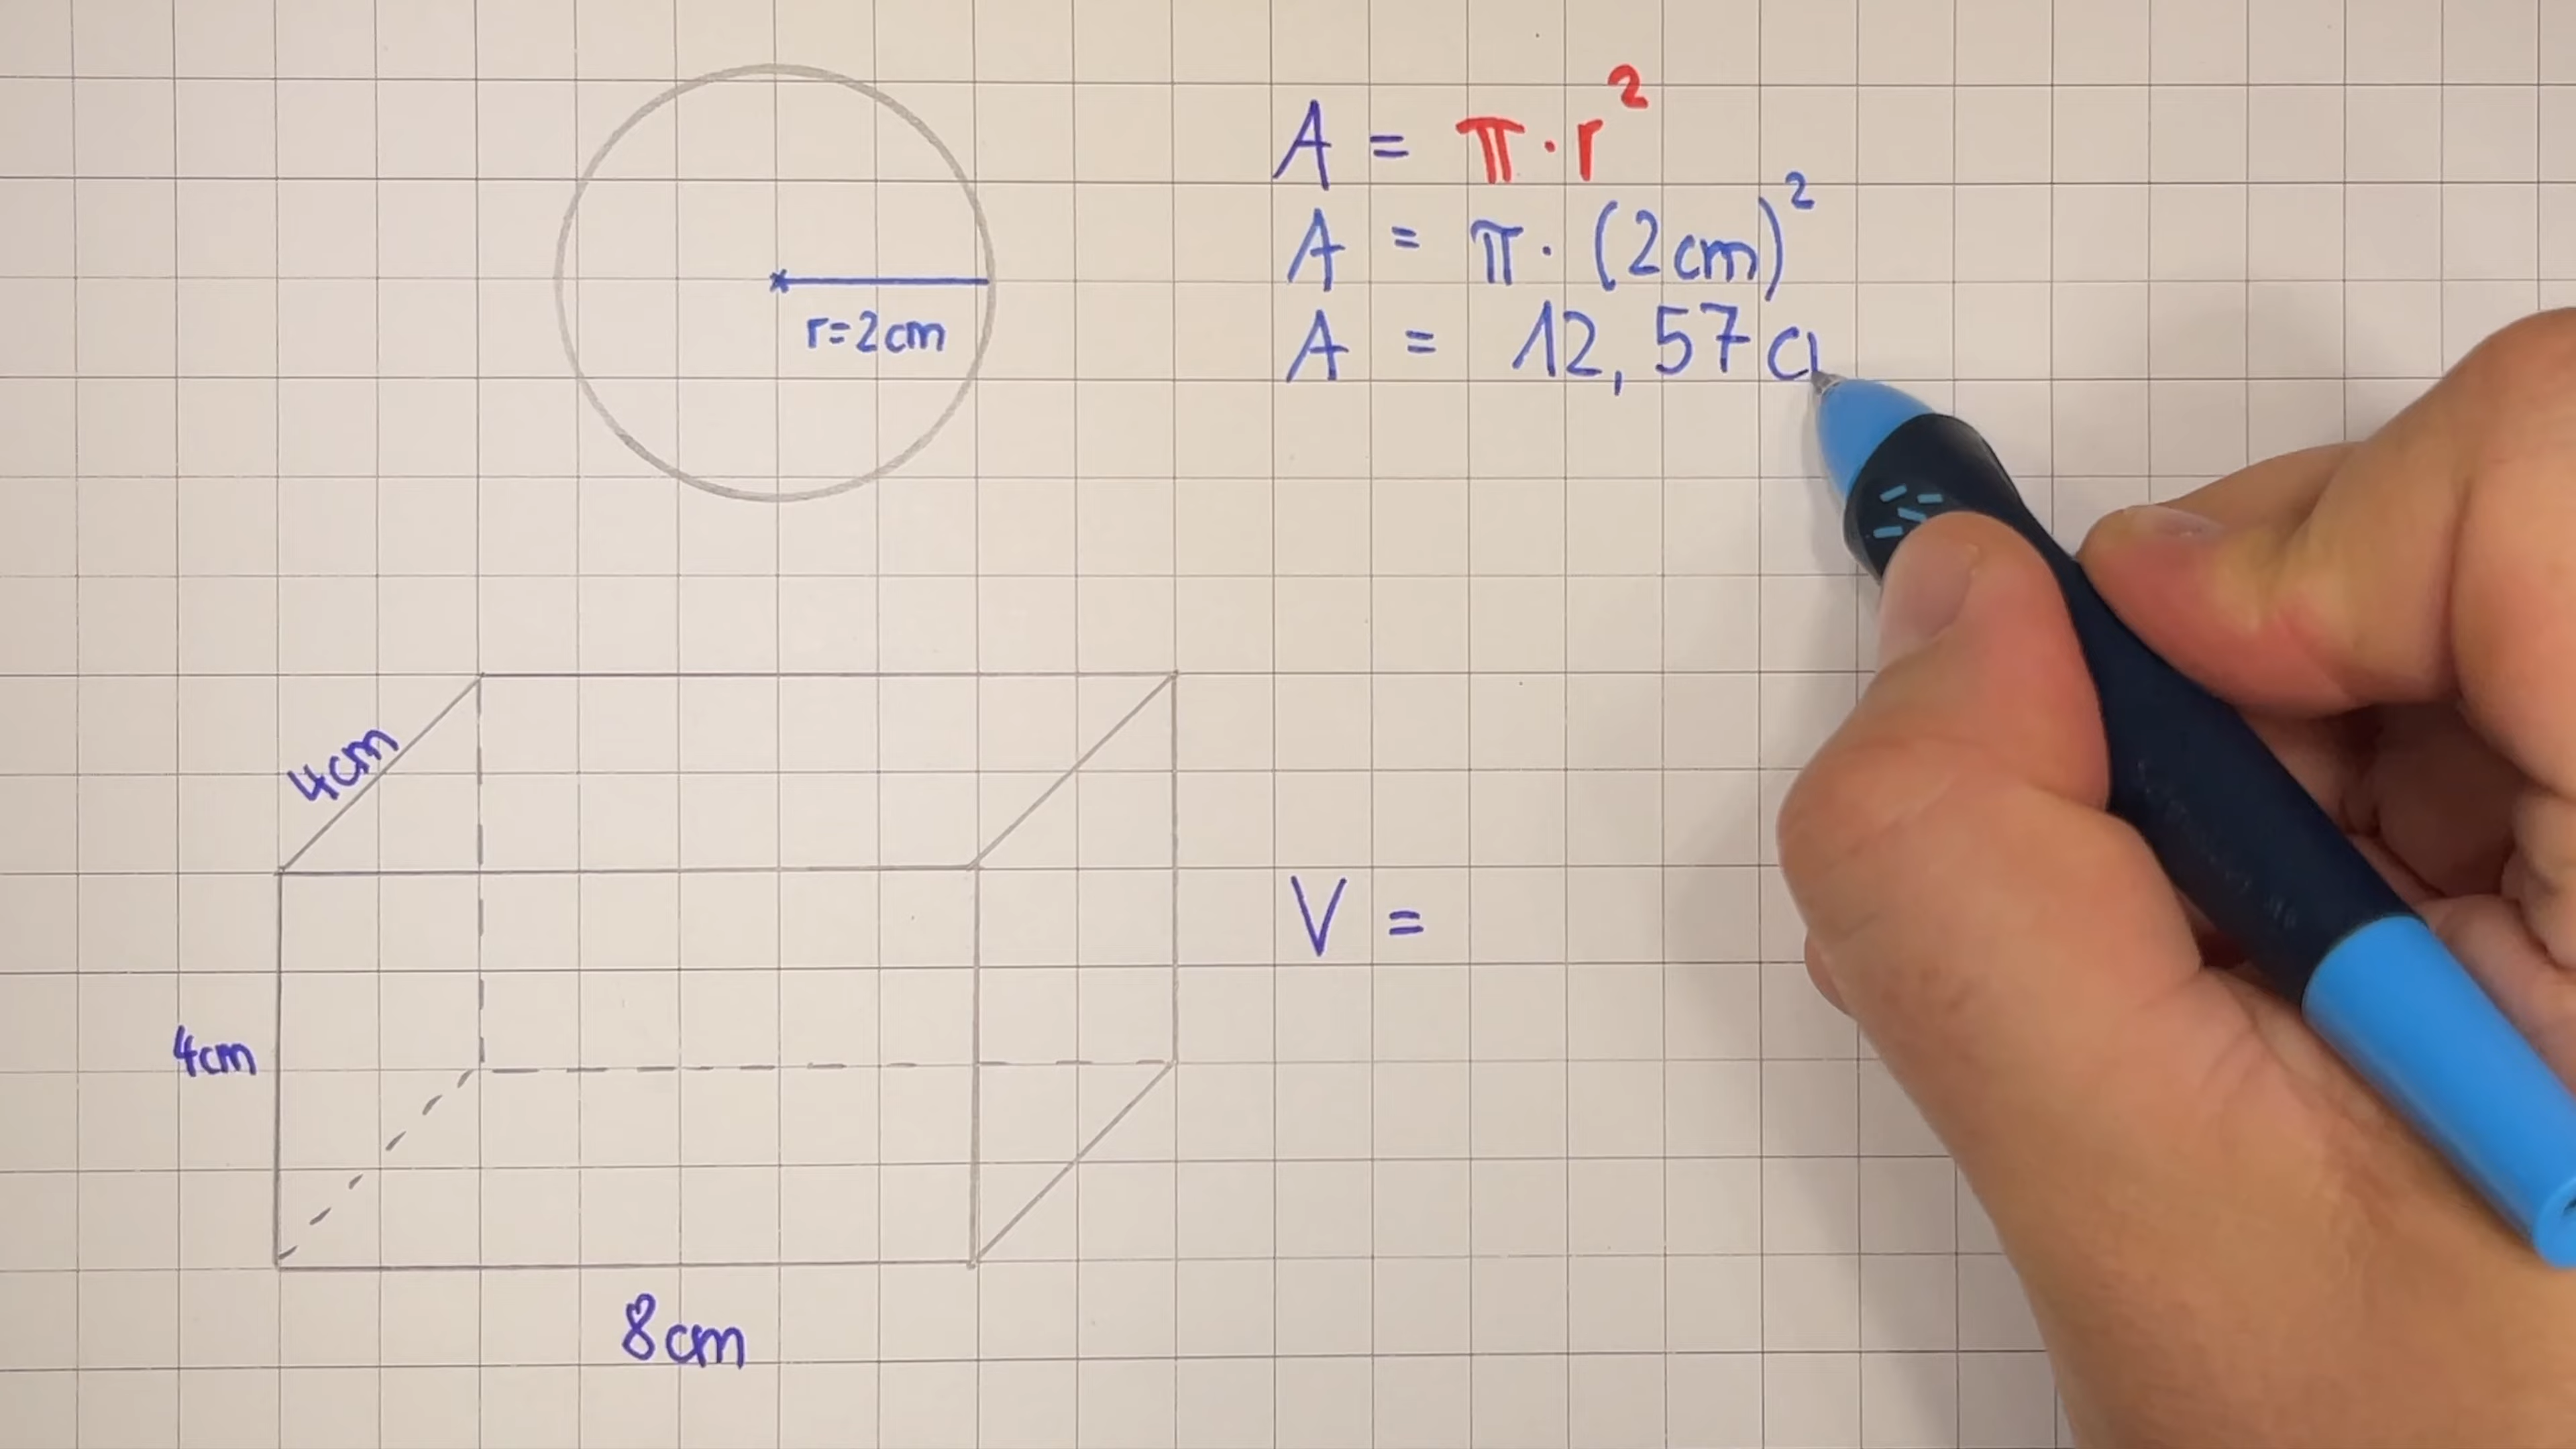 A = π · r²
A = π · (2cm)²
A = 12,57 c
r=2cm
4cm
4cm
8cm
V =